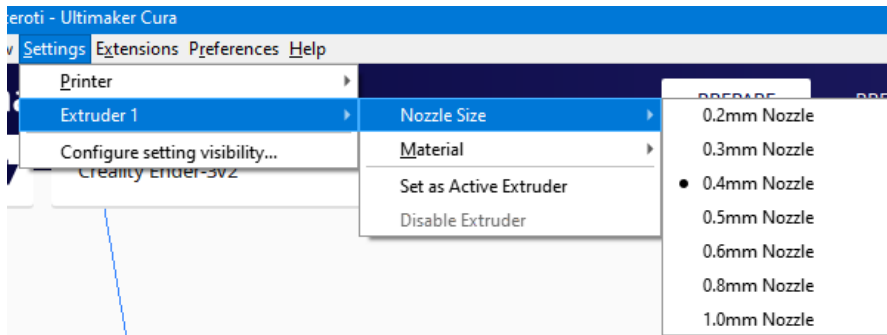 eroti - Ultimaker Cura
Settings Extensions Preferences Help
Printer
Extruder 1
Configure setting visibility...
Creality Ender-3v2
Nozzle Size
Material
Set as Active Extruder
Disable Extruder
PREPARE
0.2mm Nozzle
0.3mm Nozzle
0.4mm Nozzle
0.5mm Nozzle
0.6mm Nozzle
0.8mm Nozzle
1.0mm Nozzle